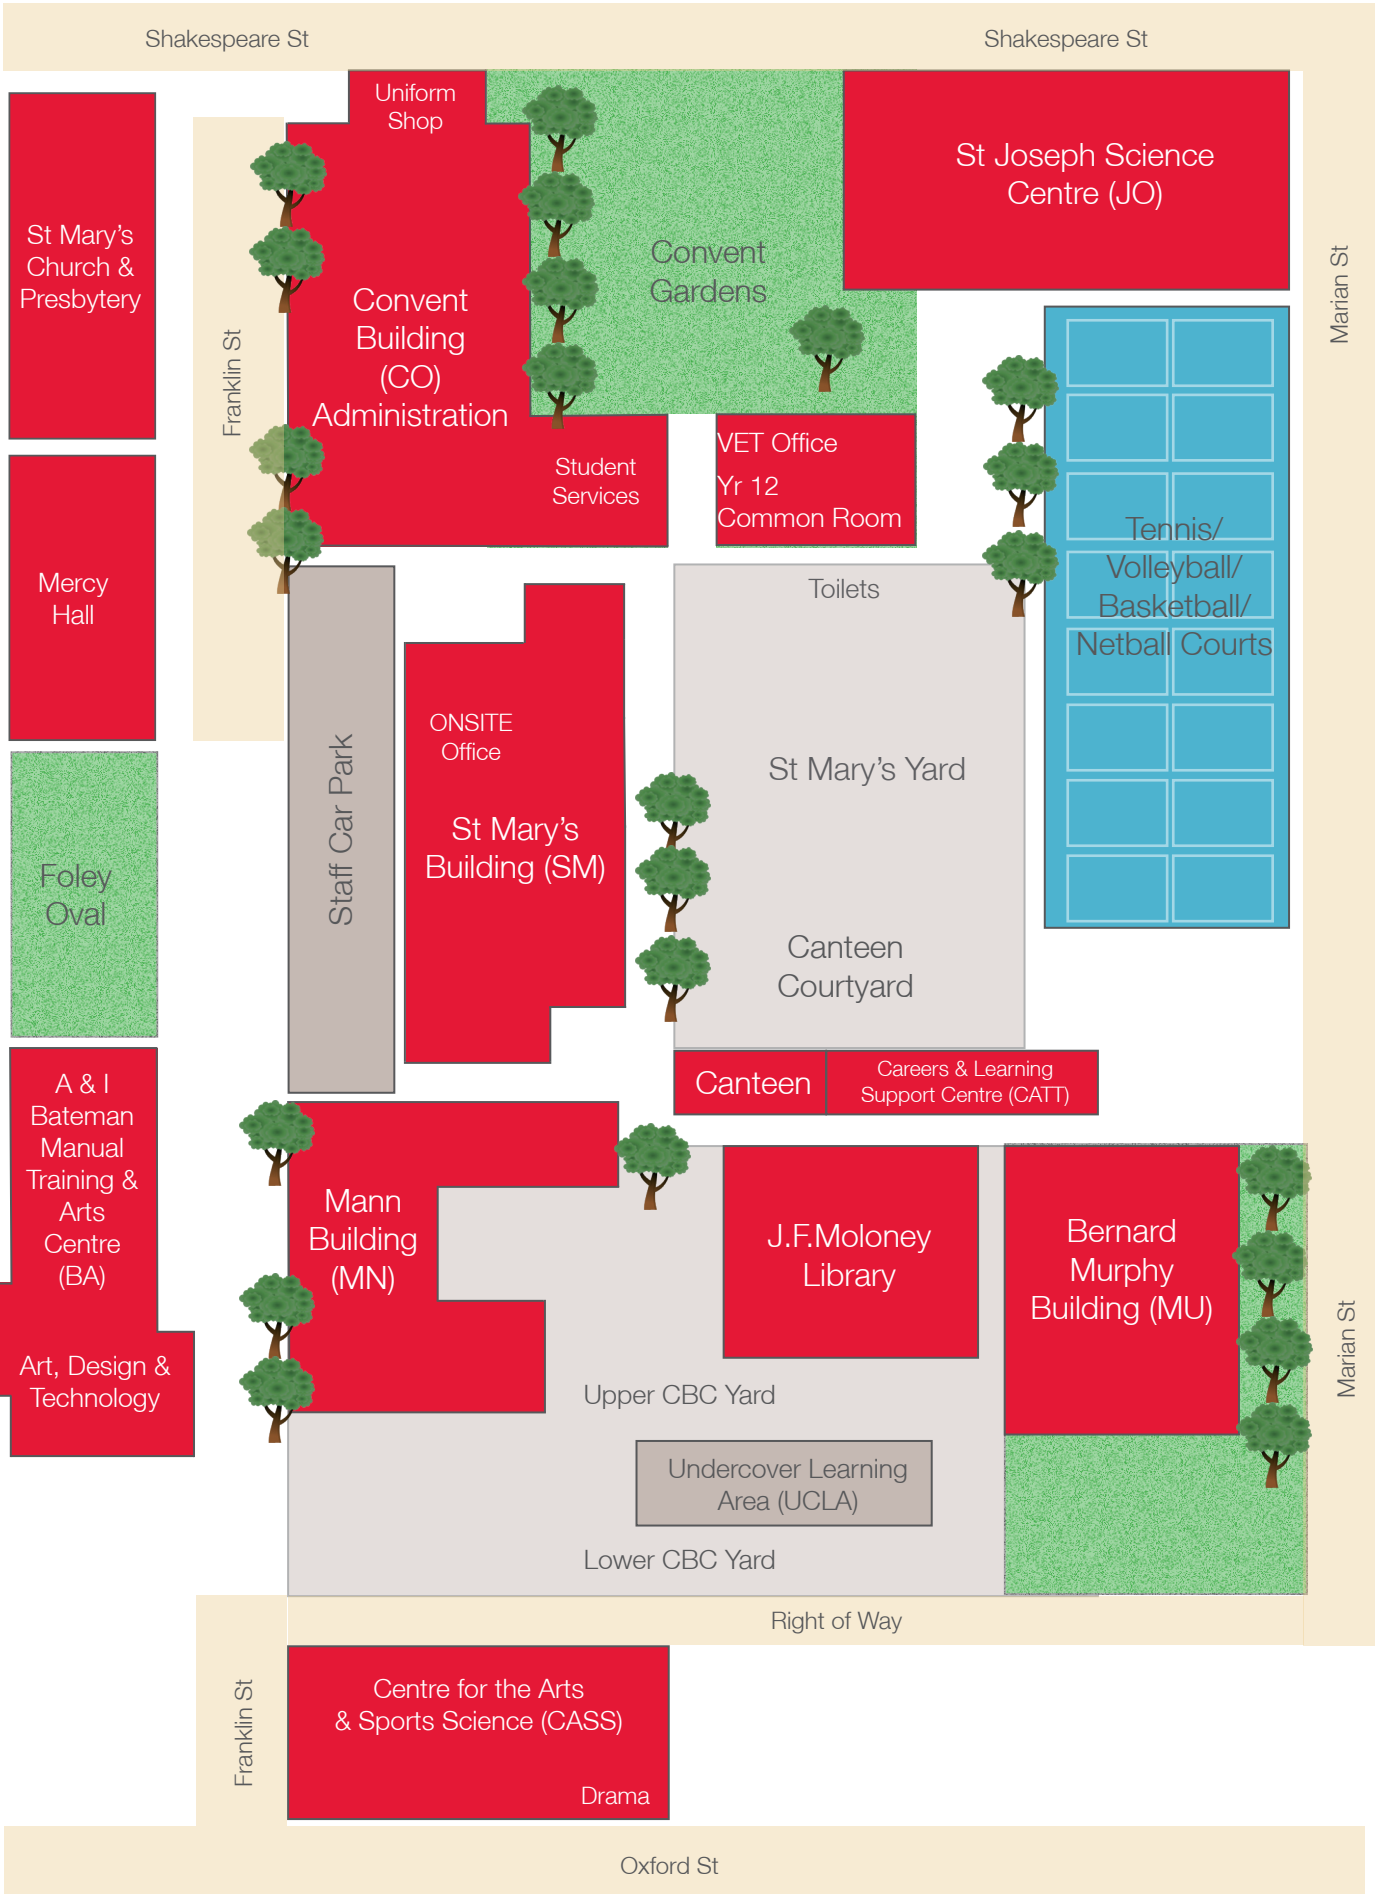 Shakespeare St
Shakespeare St
Uniform
Shop
St Joseph Science
Centre (JO)
St Mary’s
Church &
Presbytery
Convent
Gardens
Marian St
Convent
Building
(CO)
Administration
Franklin St
Student
Services
VET Office
Yr 12
Common Room
Tennis/
Volleyball/
Basketball/
Netball Courts
Mercy
Hall
Toilets
ONSITE
Office
St Mary’s Yard
Staff Car Park
St Mary’s
Building (SM)
Foley
Oval
Canteen
Courtyard
Canteen
Careers & Learning
Support Centre (CATT)
A & I
Bateman
Manual
Training &
Arts
Centre
(BA)
Mann
Building
(MN)
J.F.Moloney
Library
Bernard
Murphy
Building (MU)
Marian St
Art, Design &
Technology
Upper CBC Yard
Undercover Learning
Area (UCLA)
Lower CBC Yard
Right of Way
Franklin St
Centre for the Arts
& Sports Science (CASS)
Drama
Oxford St